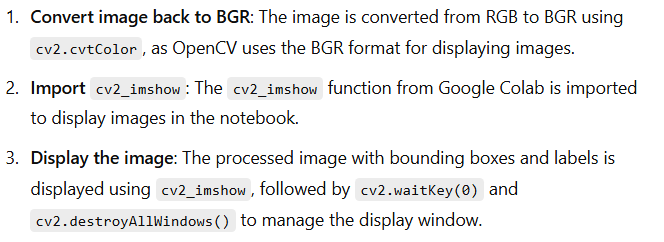 1. Convert image back to BGR: The image is converted from RGB to BGR using
cv2.cvtColor, as OpenCV uses the BGR format for displaying images.
2. Import cv2_imshow: The cv2_imshow function from Google Colab is imported
to display images in the notebook.
3. Display the image: The processed image with bounding boxes and labels is
displayed using cv2_imshow, followed by cv2.waitKey(0) and
cv2.destroyAllWindows() to manage the display window.